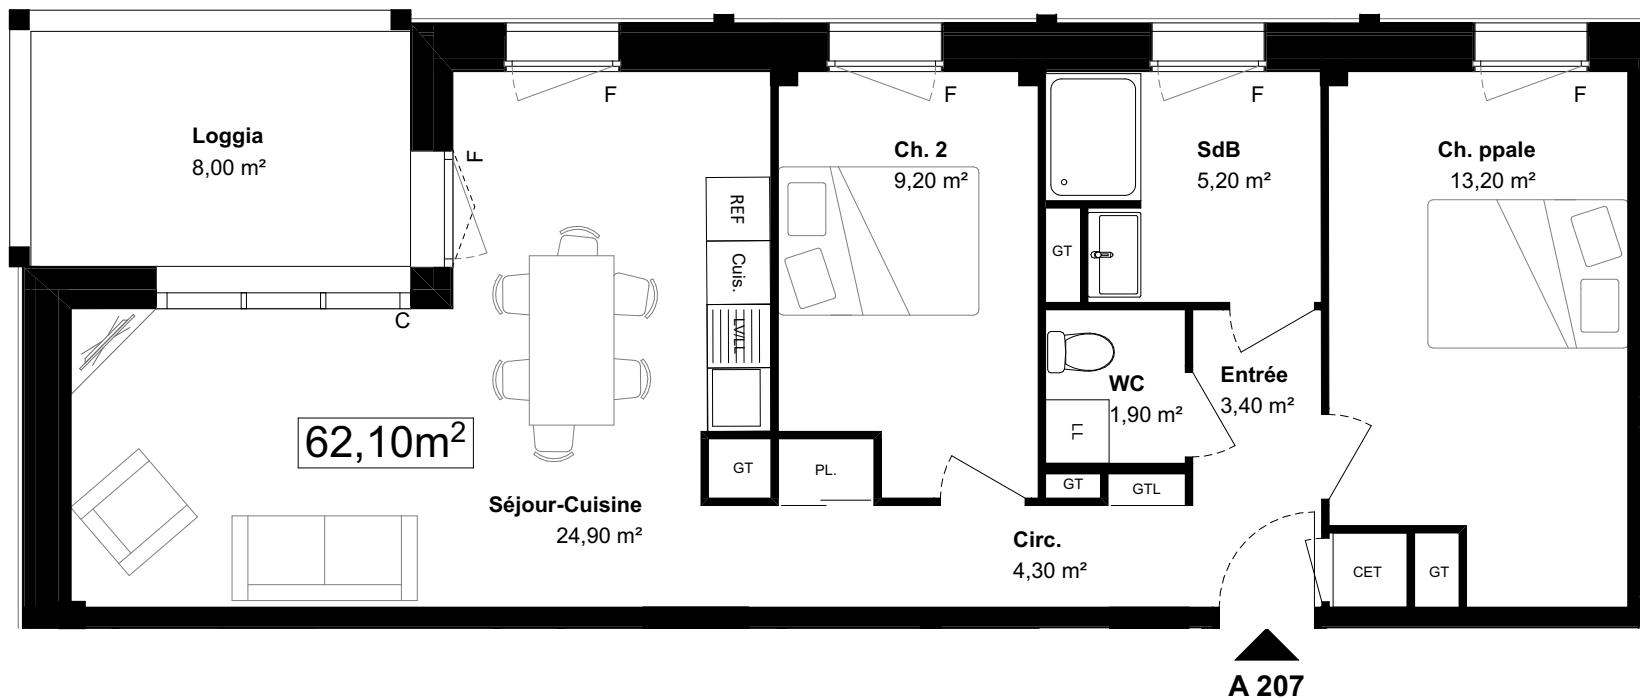 Loggia
8,00 m²
F
F
F
F
F
Ch. 2
9,20 m²
SdB
5,20 m²
Ch. ppale
13,20 m²
REF
Cuis.
LV/LL
GT
C
WC
1,90 m²
LL
Entrée
3,40 m²
62,10m²
GT
PL.
GT
GTL
Séjour-Cuisine
24,90 m²
Circ.
4,30 m²
CET
GT
A 207